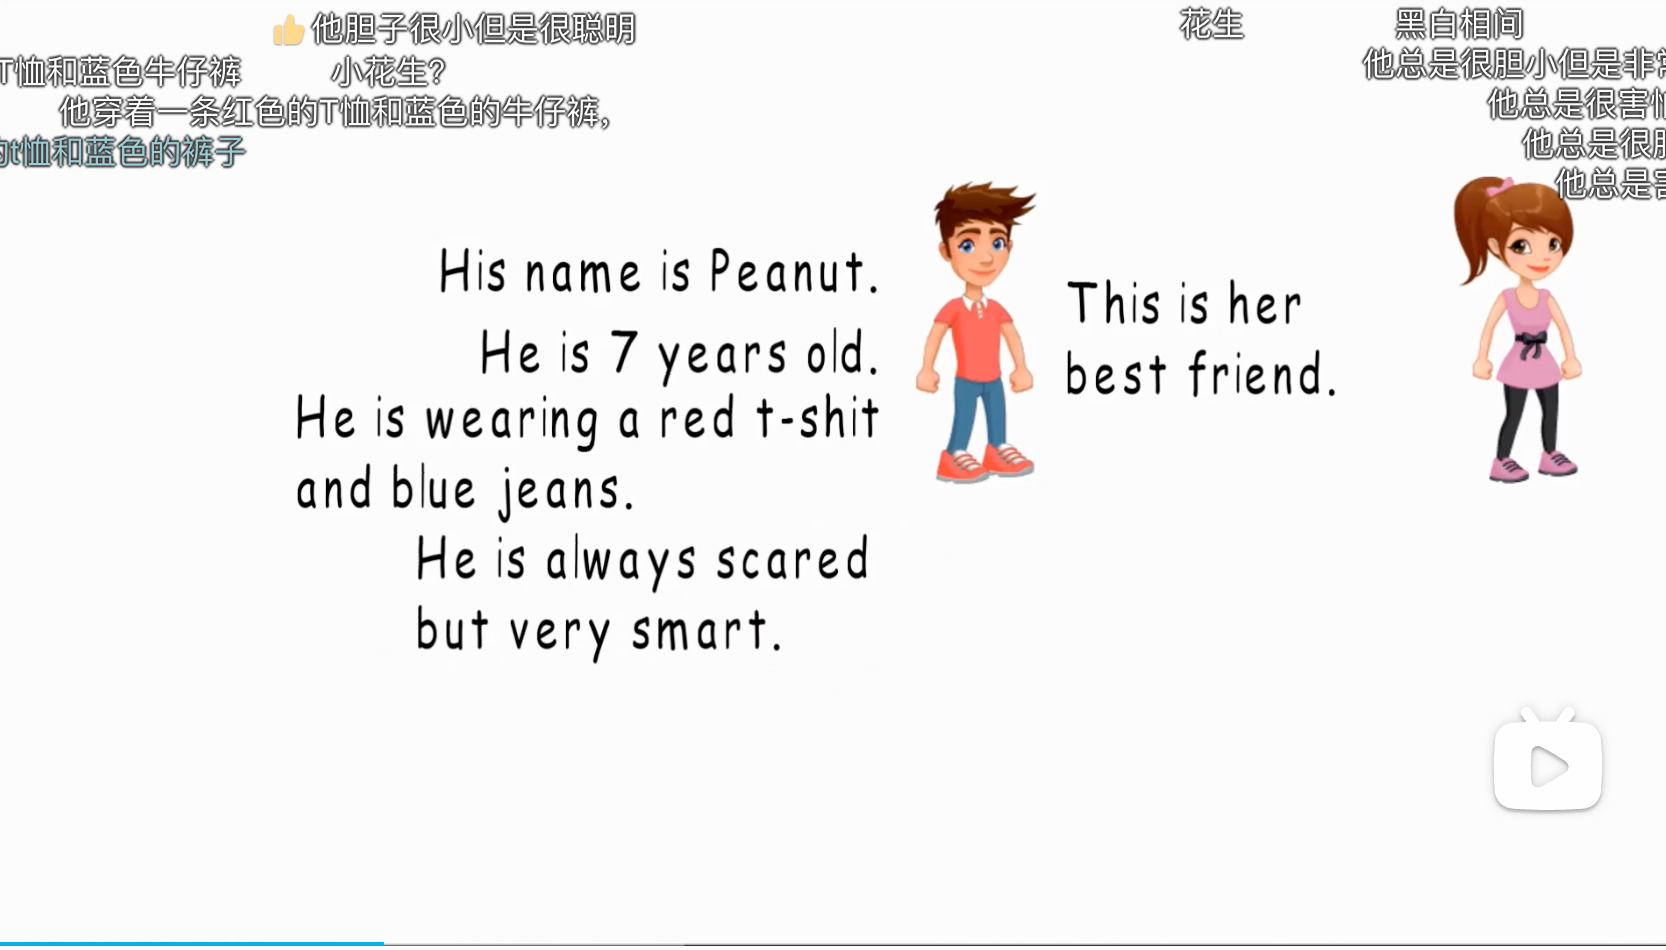 👍他胆子很小但是很聪明
花生
黑白相间
T恤和蓝色牛仔裤
小花生?
他总是很胆小但是非常
他穿着一条红色的T恤和蓝色的牛仔裤,
他总是很害怕
的t恤和蓝色的裤子
他总是很胆
他总是害
His name is Peanut.
He is 7 years old.
He is wearing a red t-shit
and blue jeans.
He is always scared
but very smart.
This is her
best friend.